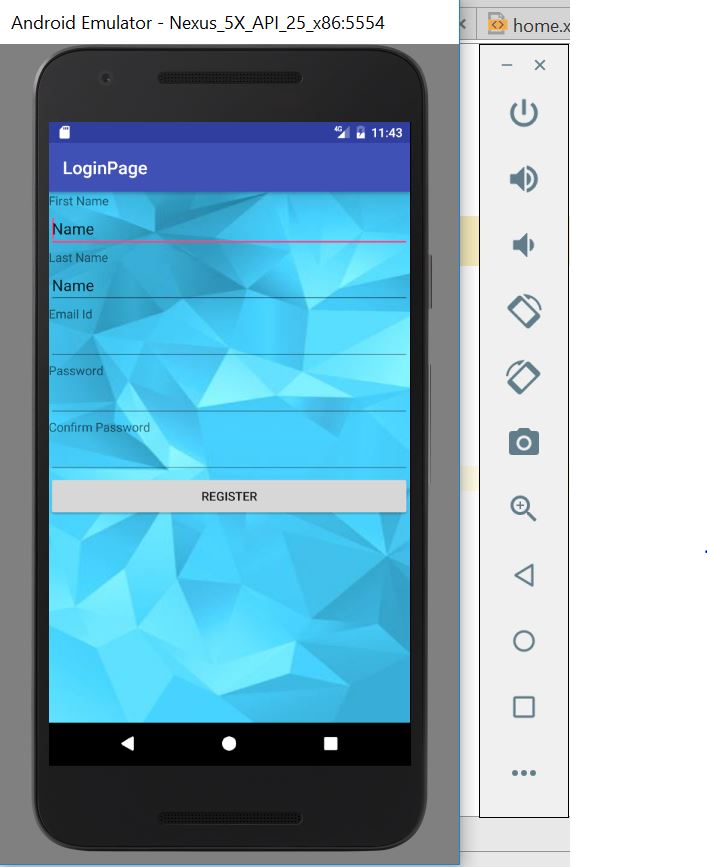 Android Emulator - Nexus_5X_API_25_x86:5554
home.x
4G 11:43
LoginPage
First Name
Name
Last Name
Name
Email Id
Password
Confirm Password
REGISTER